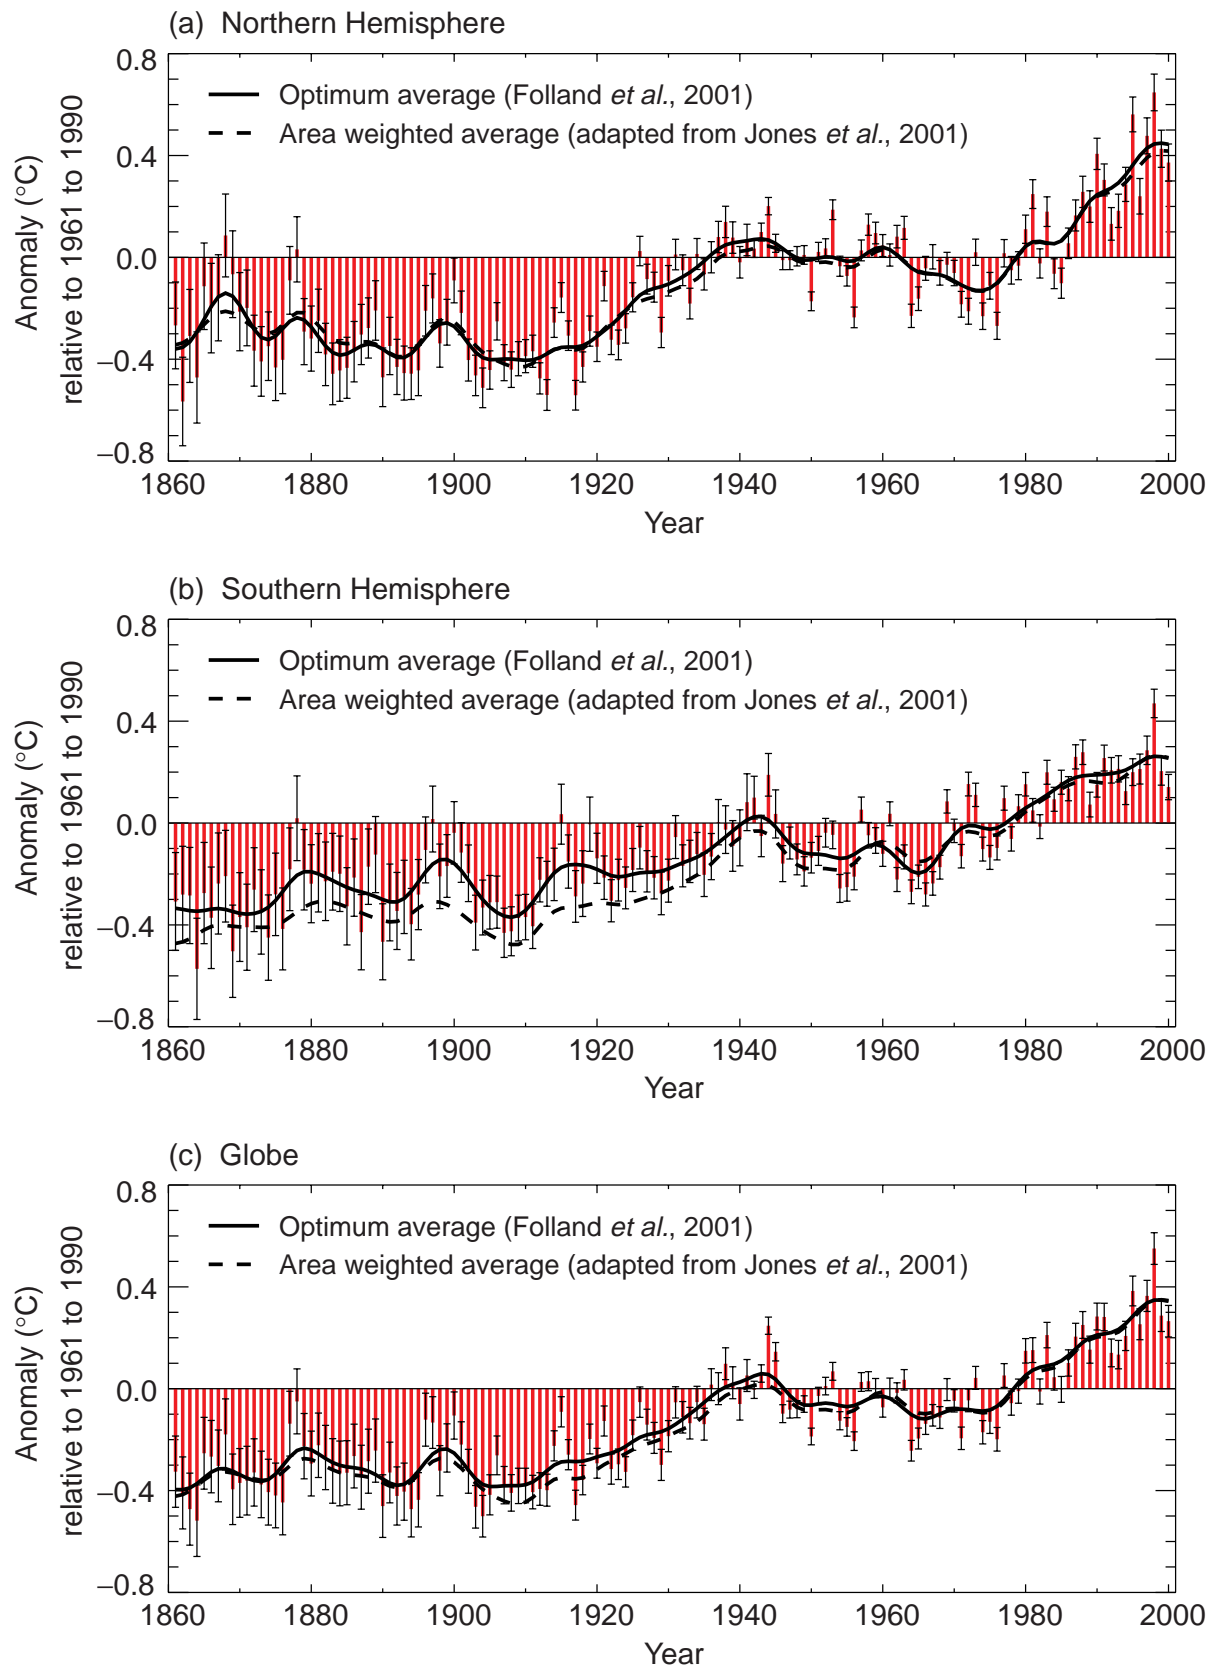 (a) Northern Hemisphere
0.8
Optimum average (Folland et al., 2001)
Area weighted average (adapted from Jones et al., 2001)
0.4
0.0
−0.4
−0.8
Anomaly (°C)
relative to 1961 to 1990
1860 1880 1900 1920 1940 1960 1980 2000
Year
(b) Southern Hemisphere
0.8
Optimum average (Folland et al., 2001)
Area weighted average (adapted from Jones et al., 2001)
0.4
0.0
−0.4
−0.8
Anomaly (°C)
relative to 1961 to 1990
1860 1880 1900 1920 1940 1960 1980 2000
Year
(c) Globe
0.8
Optimum average (Folland et al., 2001)
Area weighted average (adapted from Jones et al., 2001)
0.4
0.0
−0.4
−0.8
Anomaly (°C)
relative to 1961 to 1990
1860 1880 1900 1920 1940 1960 1980 2000
Year